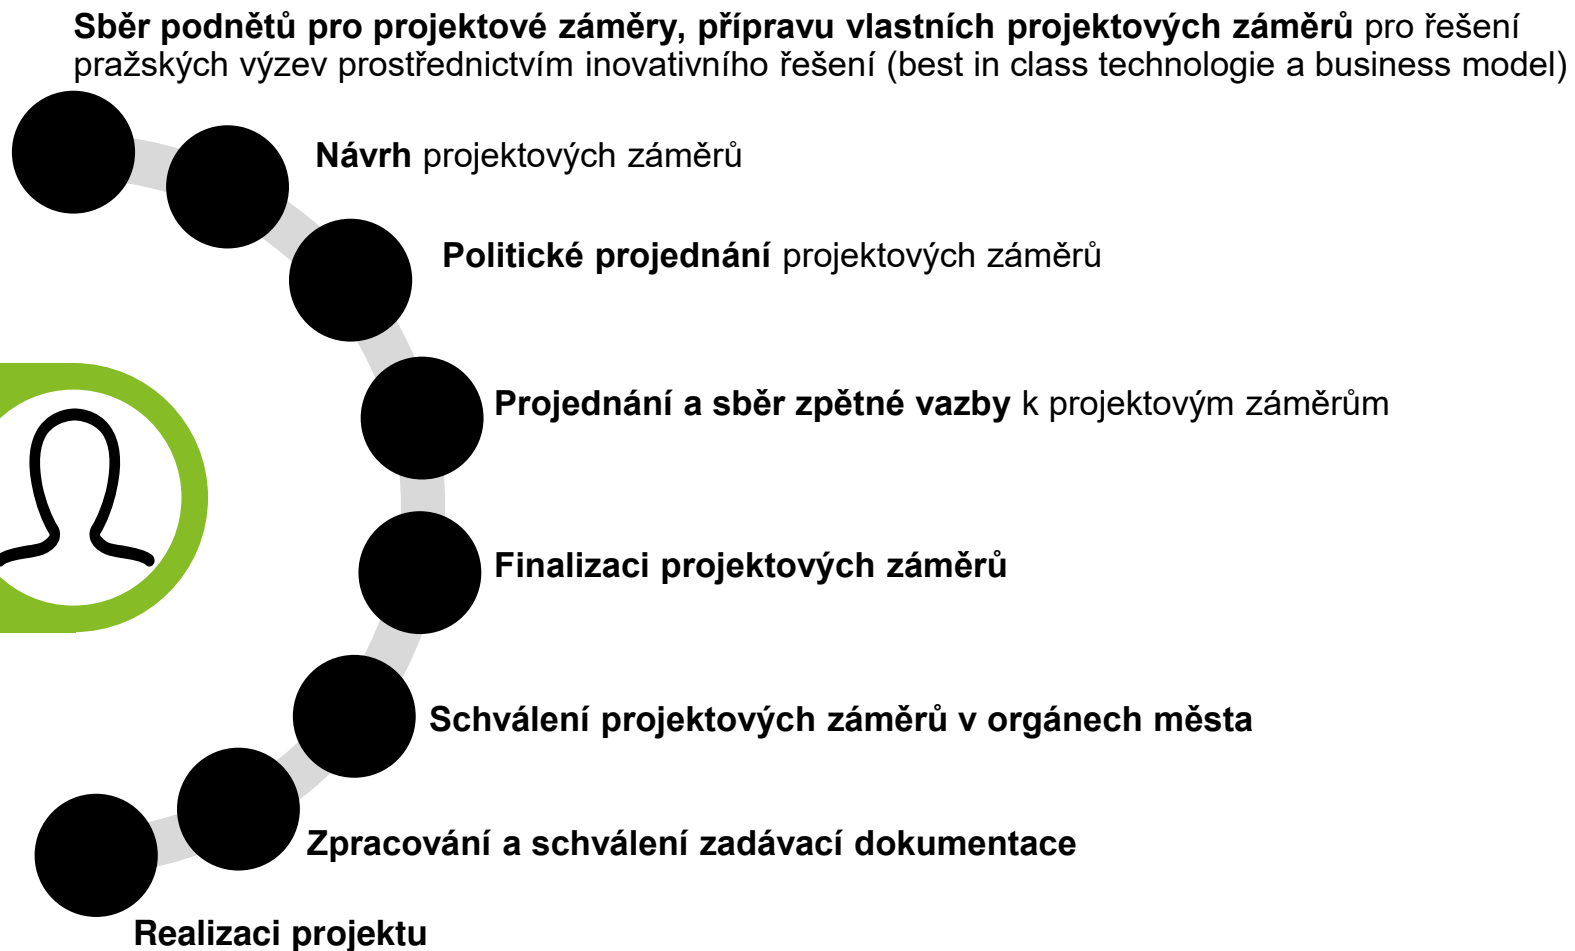 Sběr podnětů pro projektové záměry, přípravu vlastních projektových záměrů pro řešení
pražských výzev prostřednictvím inovativního řešení (best in class technologie a business model)
Návrh projektových záměrů
Politické projednání projektových záměrů
Projednání a sběr zpětné vazby k projektovým záměrům
Finalizaci projektových záměrů
Schválení projektových záměrů v orgánech města
Zpracování a schválení zadávací dokumentace
Realizaci projektu